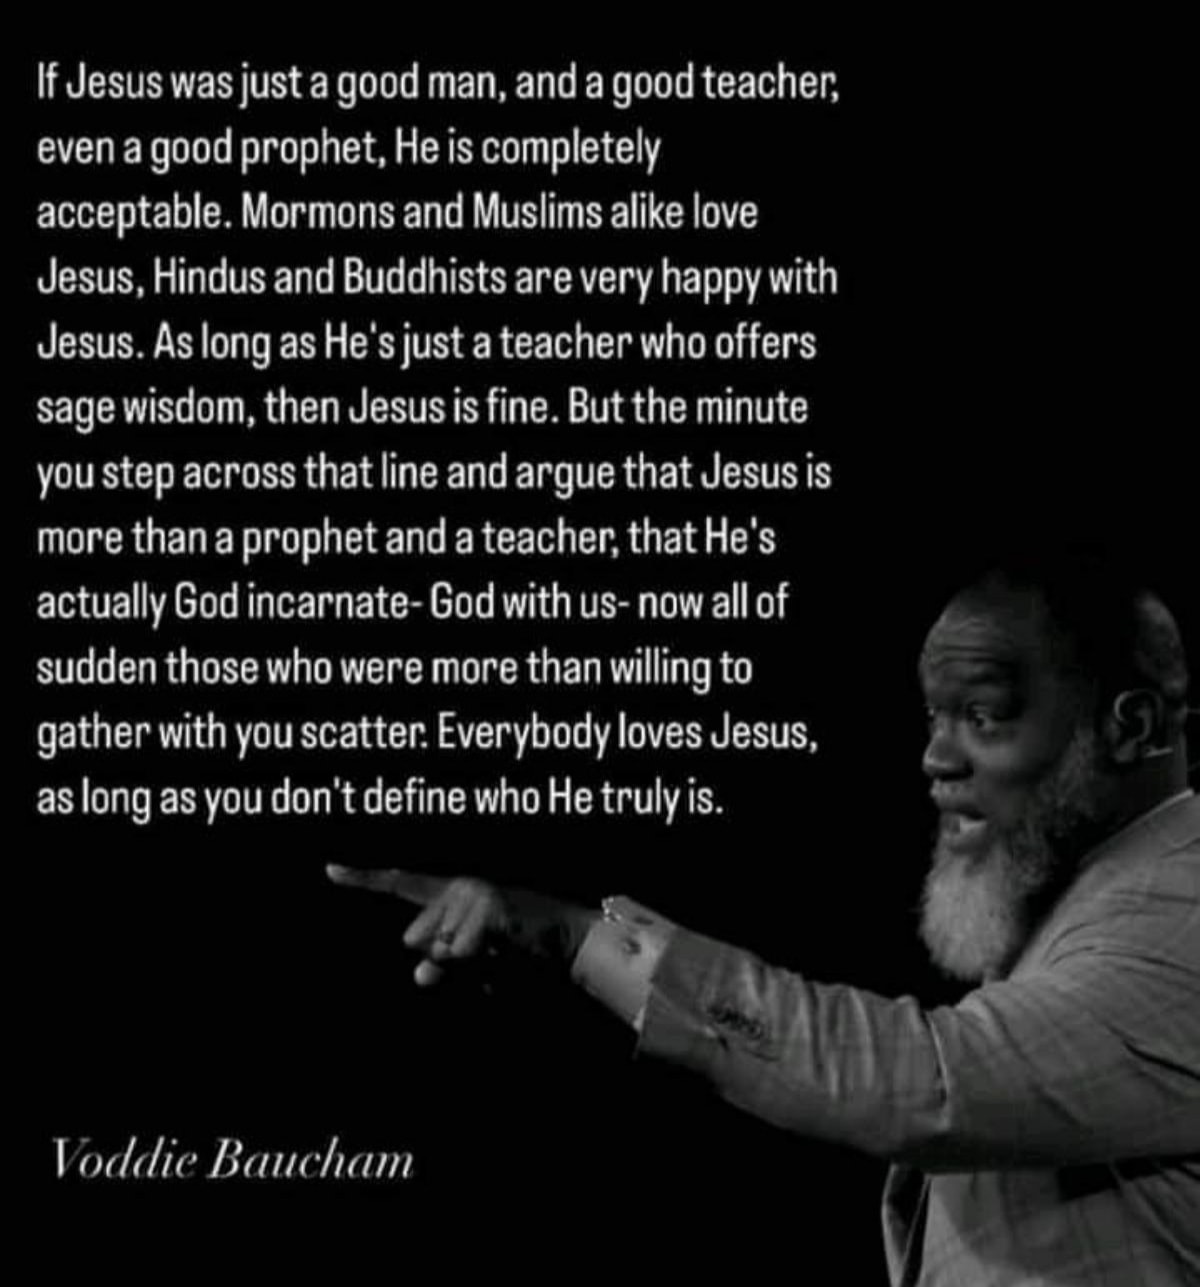 If Jesus was just a good man, and a good teacher,
even a good prophet, He is completely
acceptable. Mormons and Muslims alike love
Jesus, Hindus and Buddhists are very happy with
Jesus. As long as He's just a teacher who offers
sage wisdom, then Jesus is fine. But the minute
you step across that line and argue that Jesus is
more than a prophet and a teacher, that He's
actually God incarnate- God with us- now all of
sudden those who were more than willing to
gather with you scatter. Everybody loves Jesus,
as long as you don't define who He truly is.
Voddie Baucham